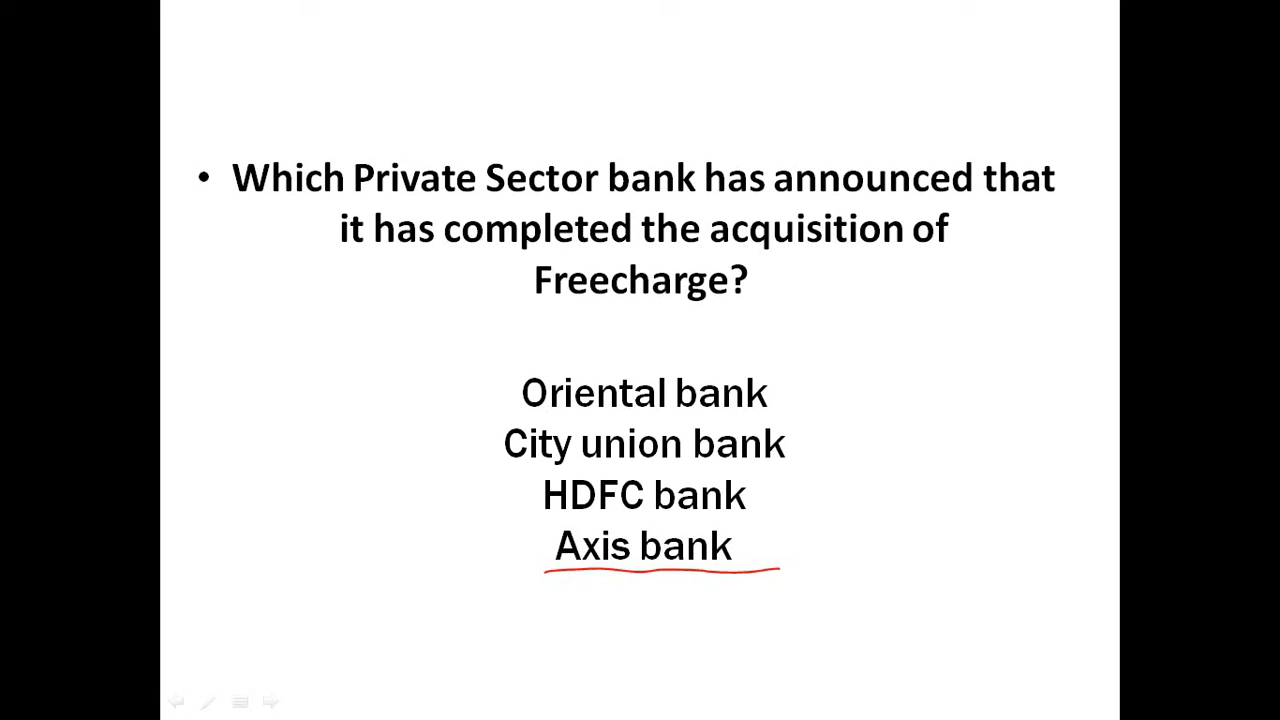 • Which Private Sector bank has announced that
it has completed the acquisition of
Freecharge?
Oriental bank
City union bank
HDFC bank
Axis bank